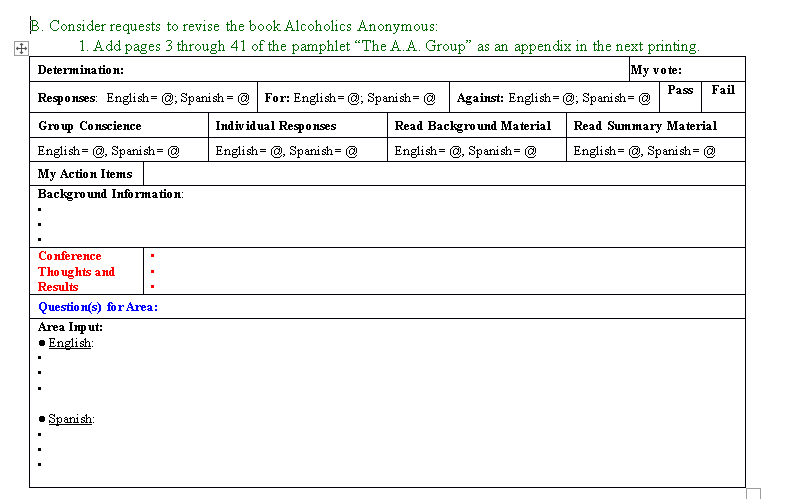 B. Consider requests to revise the book Alcoholics Anonymous:
1. Add pages 3 through 41 of the pamphlet “The A.A. Group” as an appendix in the next printing.
Determination: My vote:
Responses: English= @; Spanish= @ For: English= @; Spanish= @ Against: English= @; Spanish= @ Pass Fail
Group Conscience Individual Responses Read Background Material Read Summary Material
English= @, Spanish= @ English= @, Spanish= @ English= @, Spanish= @ English= @, Spanish= @
My Action Items
Background Information:
▪
▪
▪
Conference
Thoughts and
Results
▪
▪
▪
Question(s) for Area:
Area Input:
● English:
▪
▪
▪
● Spanish:
▪
▪
▪